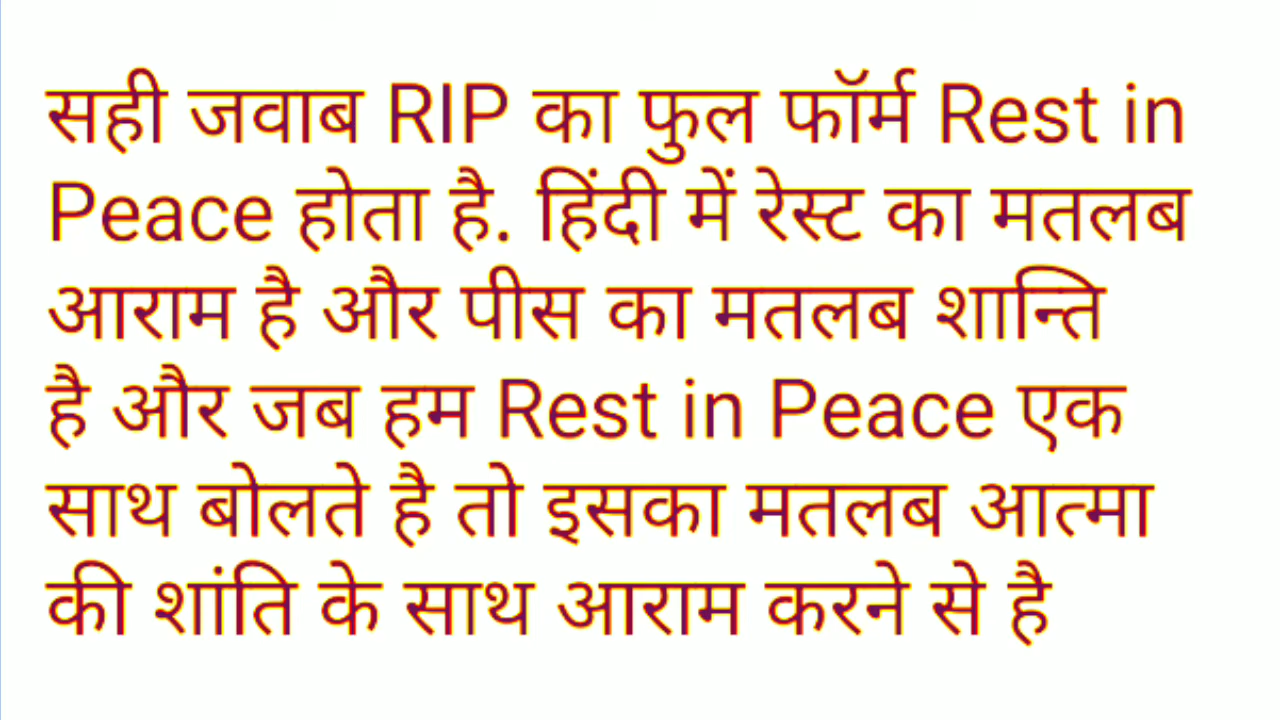 सही जवाब RIP का फुल फॉर्म Rest in
Peace होता है. हिंदी में रेस्ट का मतलब
आराम है और पीस का मतलब शान्ति
है और जब हम Rest in Peace एक
साथ बोलते है तो इसका मतलब आत्मा
की शांति के साथ आराम करने से है